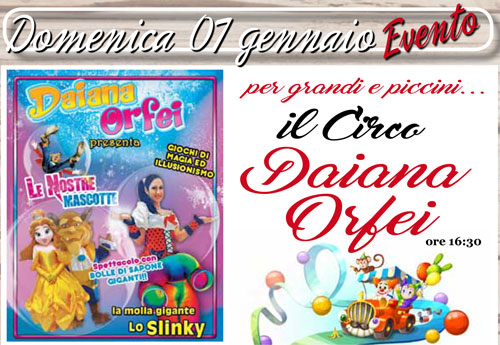 Domenica 07 gennaio Evento
Daiana
Orfei
presenta
GIOCHI DI
MAGIA ED
ILLUSIONISMO
LE NOSTRE
MASCOTTE
Spettacolo con
BOLLE DI SAPONE
GIGANTI!!!
la molla gigante
Lo Slinky
per grandi e piccini...
il Circo
Daiana
Orfei
ore 16:30